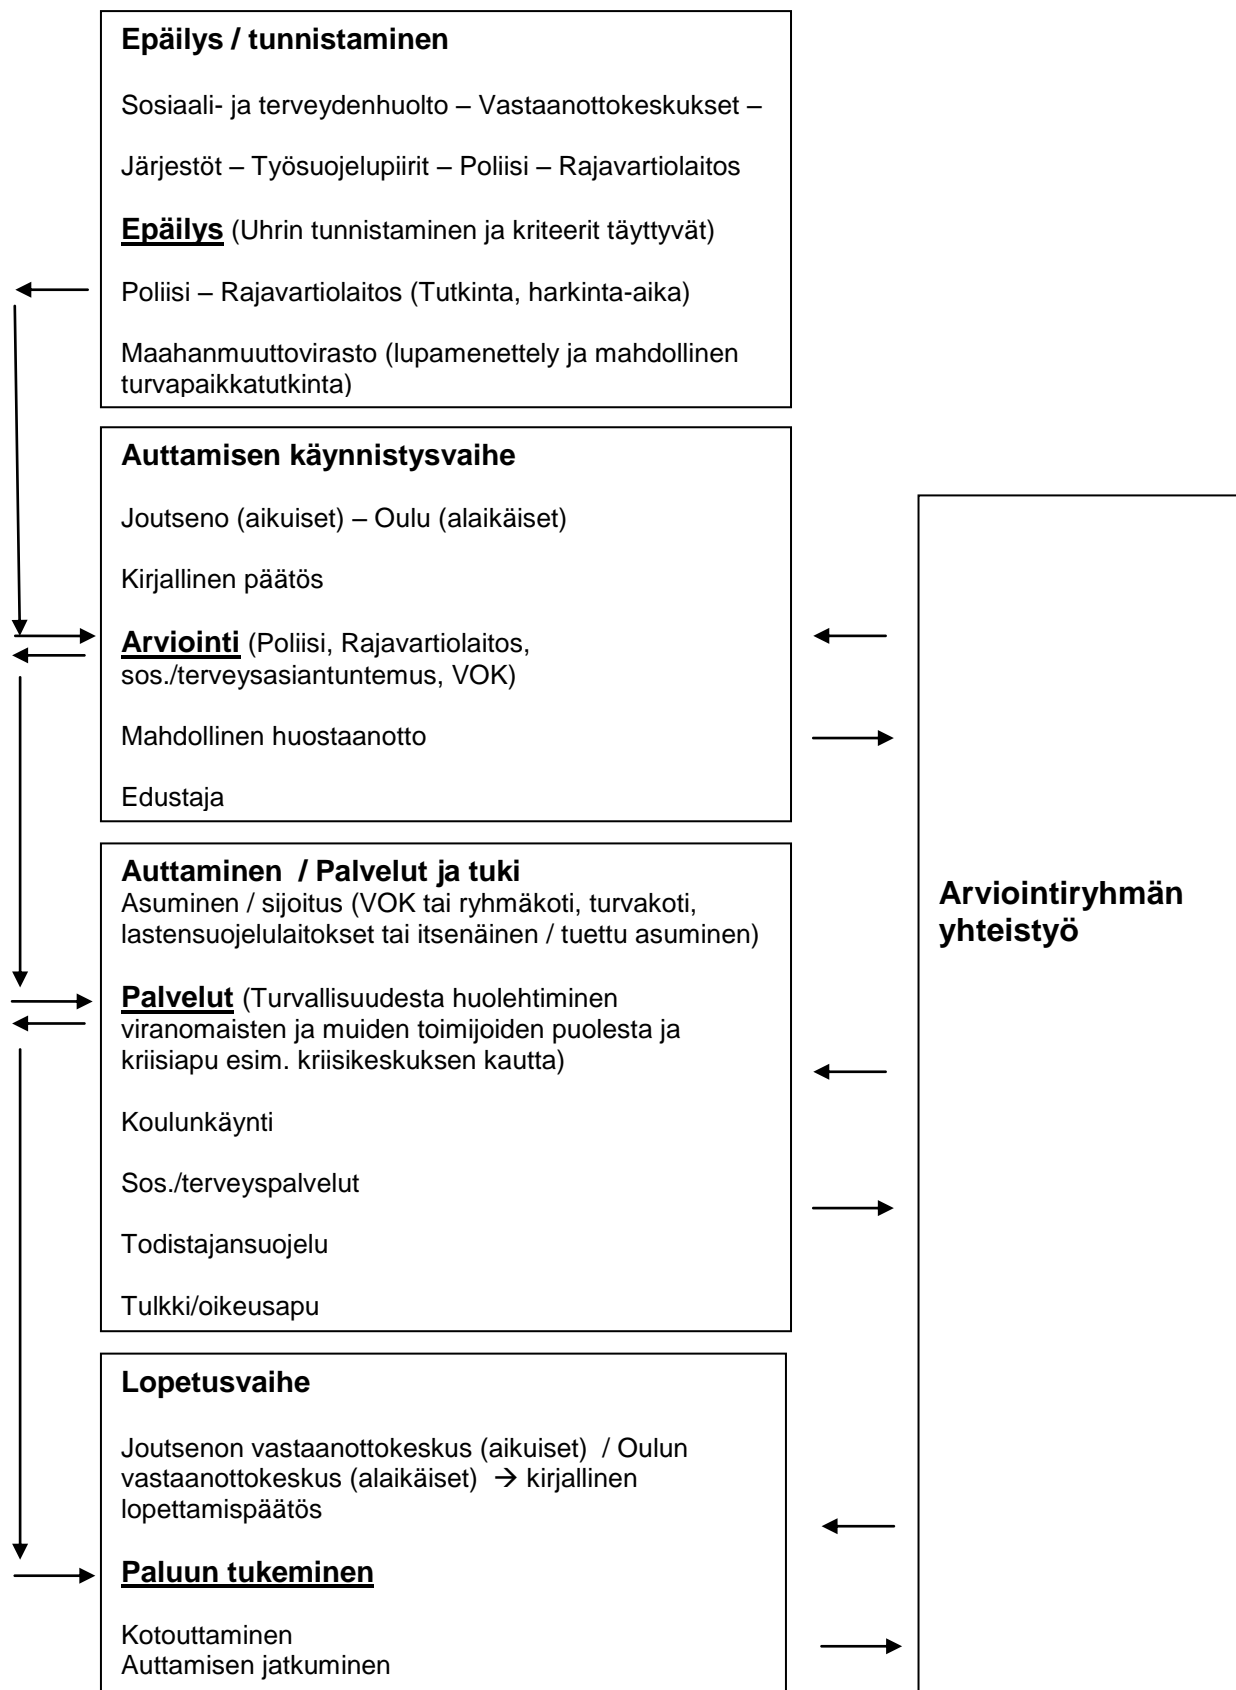 Epäilys / tunnistaminen
Sosiaali- ja terveydenhuolto – Vastaanottokeskukset –
Järjestöt – Työsuojelupiirit – Poliisi – Rajavartiolaitos
Epäilys (Uhrin tunnistaminen ja kriteerit täyttyvät)
Poliisi – Rajavartiolaitos (Tutkinta, harkinta-aika)
Maahanmuuttovirasto (lupamenettely ja mahdollinen
turvapaikkatutkinta)
Auttamisen käynnistysvaihe
Joutseno (aikuiset) – Oulu (alaikäiset)
Kirjallinen päätös
Arviointi (Poliisi, Rajavartiolaitos,
sos./terveysasiantuntemus, VOK)
Mahdollinen huostaanotto
Edustaja
Auttaminen / Palvelut ja tuki
Asuminen / sijoitus (VOK tai ryhmäkoti, turvakoti,
lastensuojelulaitokset tai itsenäinen / tuettu asuminen)
Palvelut (Turvallisuudesta huolehtiminen
viranomaisten ja muiden toimijoiden puolesta ja
kriisiapu esim. kriisikeskuksen kautta)
Koulunkäynti
Sos./terveyspalvelut
Todistajansuojelu
Tulkki/oikeusapu
Lopetusvaihe
Joutsenon vastaanottokeskus (aikuiset) / Oulun
vastaanottokeskus (alaikäiset) → kirjallinen
lopettamispäätös
Paluun tukeminen
Kotouttaminen
Auttamisen jatkuminen
Arviointiryhmän
yhteistyö